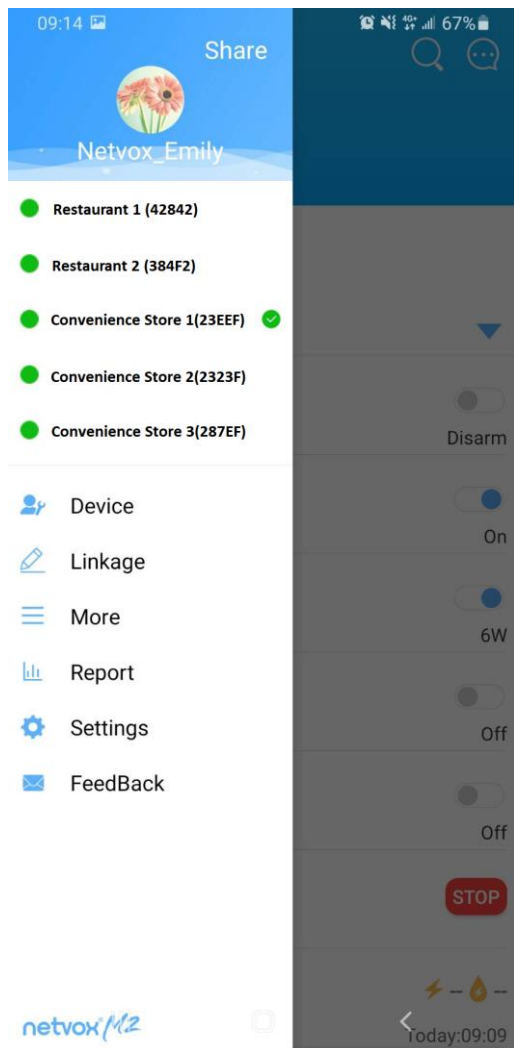 09:14 67%
Share
Netvox_Emily
Restaurant 1 (42842)
Restaurant 2 (384F2)
Convenience Store 1(23EEF)
Convenience Store 2(2323F)
Convenience Store 3(287EF)
Device
Linkage
More
Report
Settings
FeedBack
netvox M2
Disarm
On
6W
Off
Off
STOP
-- --
Today:09:09